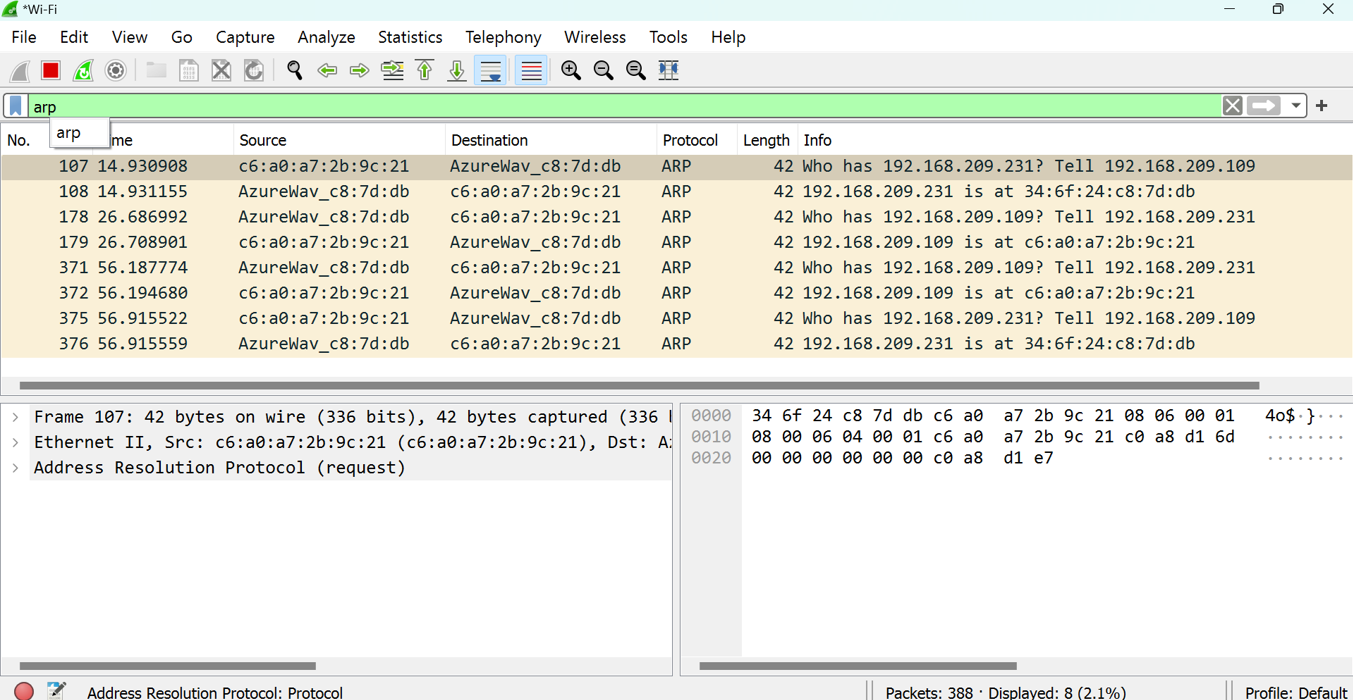 *Wi-Fi
File Edit View Go Capture Analyze Statistics Telephony Wireless Tools Help
arp
arp
No. me Source Destination Protocol Length Info
107 14.930908 c6:a0:a7:2b:9c:21 AzureWav_c8:7d:db ARP 42 Who has 192.168.209.231? Tell 192.168.209.109
108 14.931155 AzureWav_c8:7d:db c6:a0:a7:2b:9c:21 ARP 42 192.168.209.231 is at 34:6f:24:c8:7d:db
178 26.686992 AzureWav_c8:7d:db c6:a0:a7:2b:9c:21 ARP 42 Who has 192.168.209.109? Tell 192.168.209.231
179 26.708901 c6:a0:a7:2b:9c:21 AzureWav_c8:7d:db ARP 42 192.168.209.109 is at c6:a0:a7:2b:9c:21
371 56.187774 AzureWav_c8:7d:db c6:a0:a7:2b:9c:21 ARP 42 Who has 192.168.209.109? Tell 192.168.209.231
372 56.194680 c6:a0:a7:2b:9c:21 AzureWav_c8:7d:db ARP 42 192.168.209.109 is at c6:a0:a7:2b:9c:21
375 56.915522 c6:a0:a7:2b:9c:21 AzureWav_c8:7d:db ARP 42 Who has 192.168.209.231? Tell 192.168.209.109
376 56.915559 AzureWav_c8:7d:db c6:a0:a7:2b:9c:21 ARP 42 192.168.209.231 is at 34:6f:24:c8:7d:db
Frame 107: 42 bytes on wire (336 bits), 42 bytes captured (336
Ethernet II, Src: c6:a0:a7:2b:9c:21 (c6:a0:a7:2b:9c:21), Dst: A
Address Resolution Protocol (request)
0000 34 6f 24 c8 7d db c6 a0 a7 2b 9c 21 08 06 00 01 4o$·}···
0010 08 00 06 04 00 01 c6 a0 a7 2b 9c 21 c0 a8 d1 6d ········
0020 00 00 00 00 00 00 c0 a8 d1 e7 ········
Address Resolution Protocol: Protocol
Packets: 388 · Displayed: 8 (2.1%)
Profile: Default